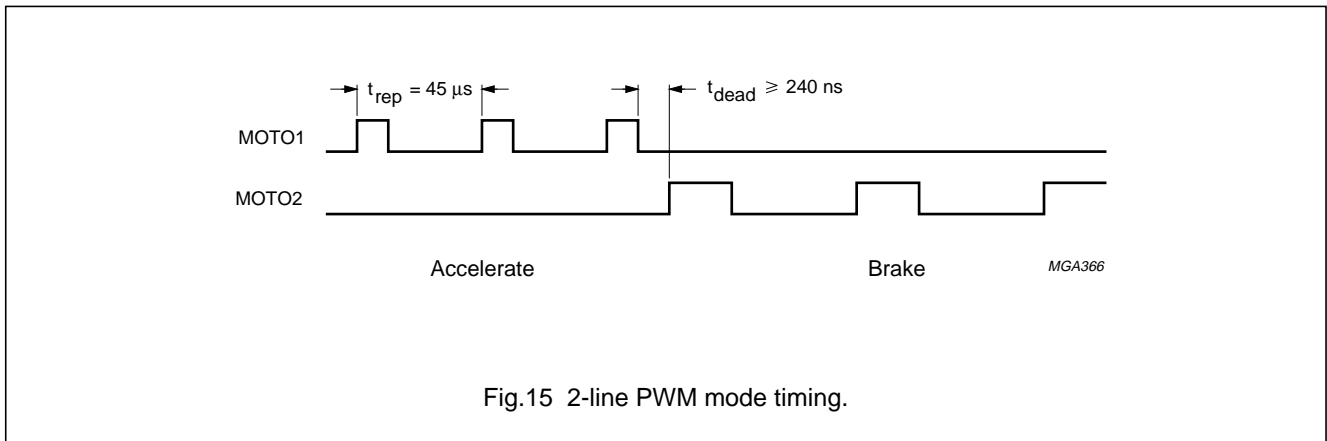 t_rep = 45 μs
t_dead ≥ 240 ns
MOTO1
MOTO2
Accelerate
Brake
MGA366
Fig.15 2-line PWM mode timing.